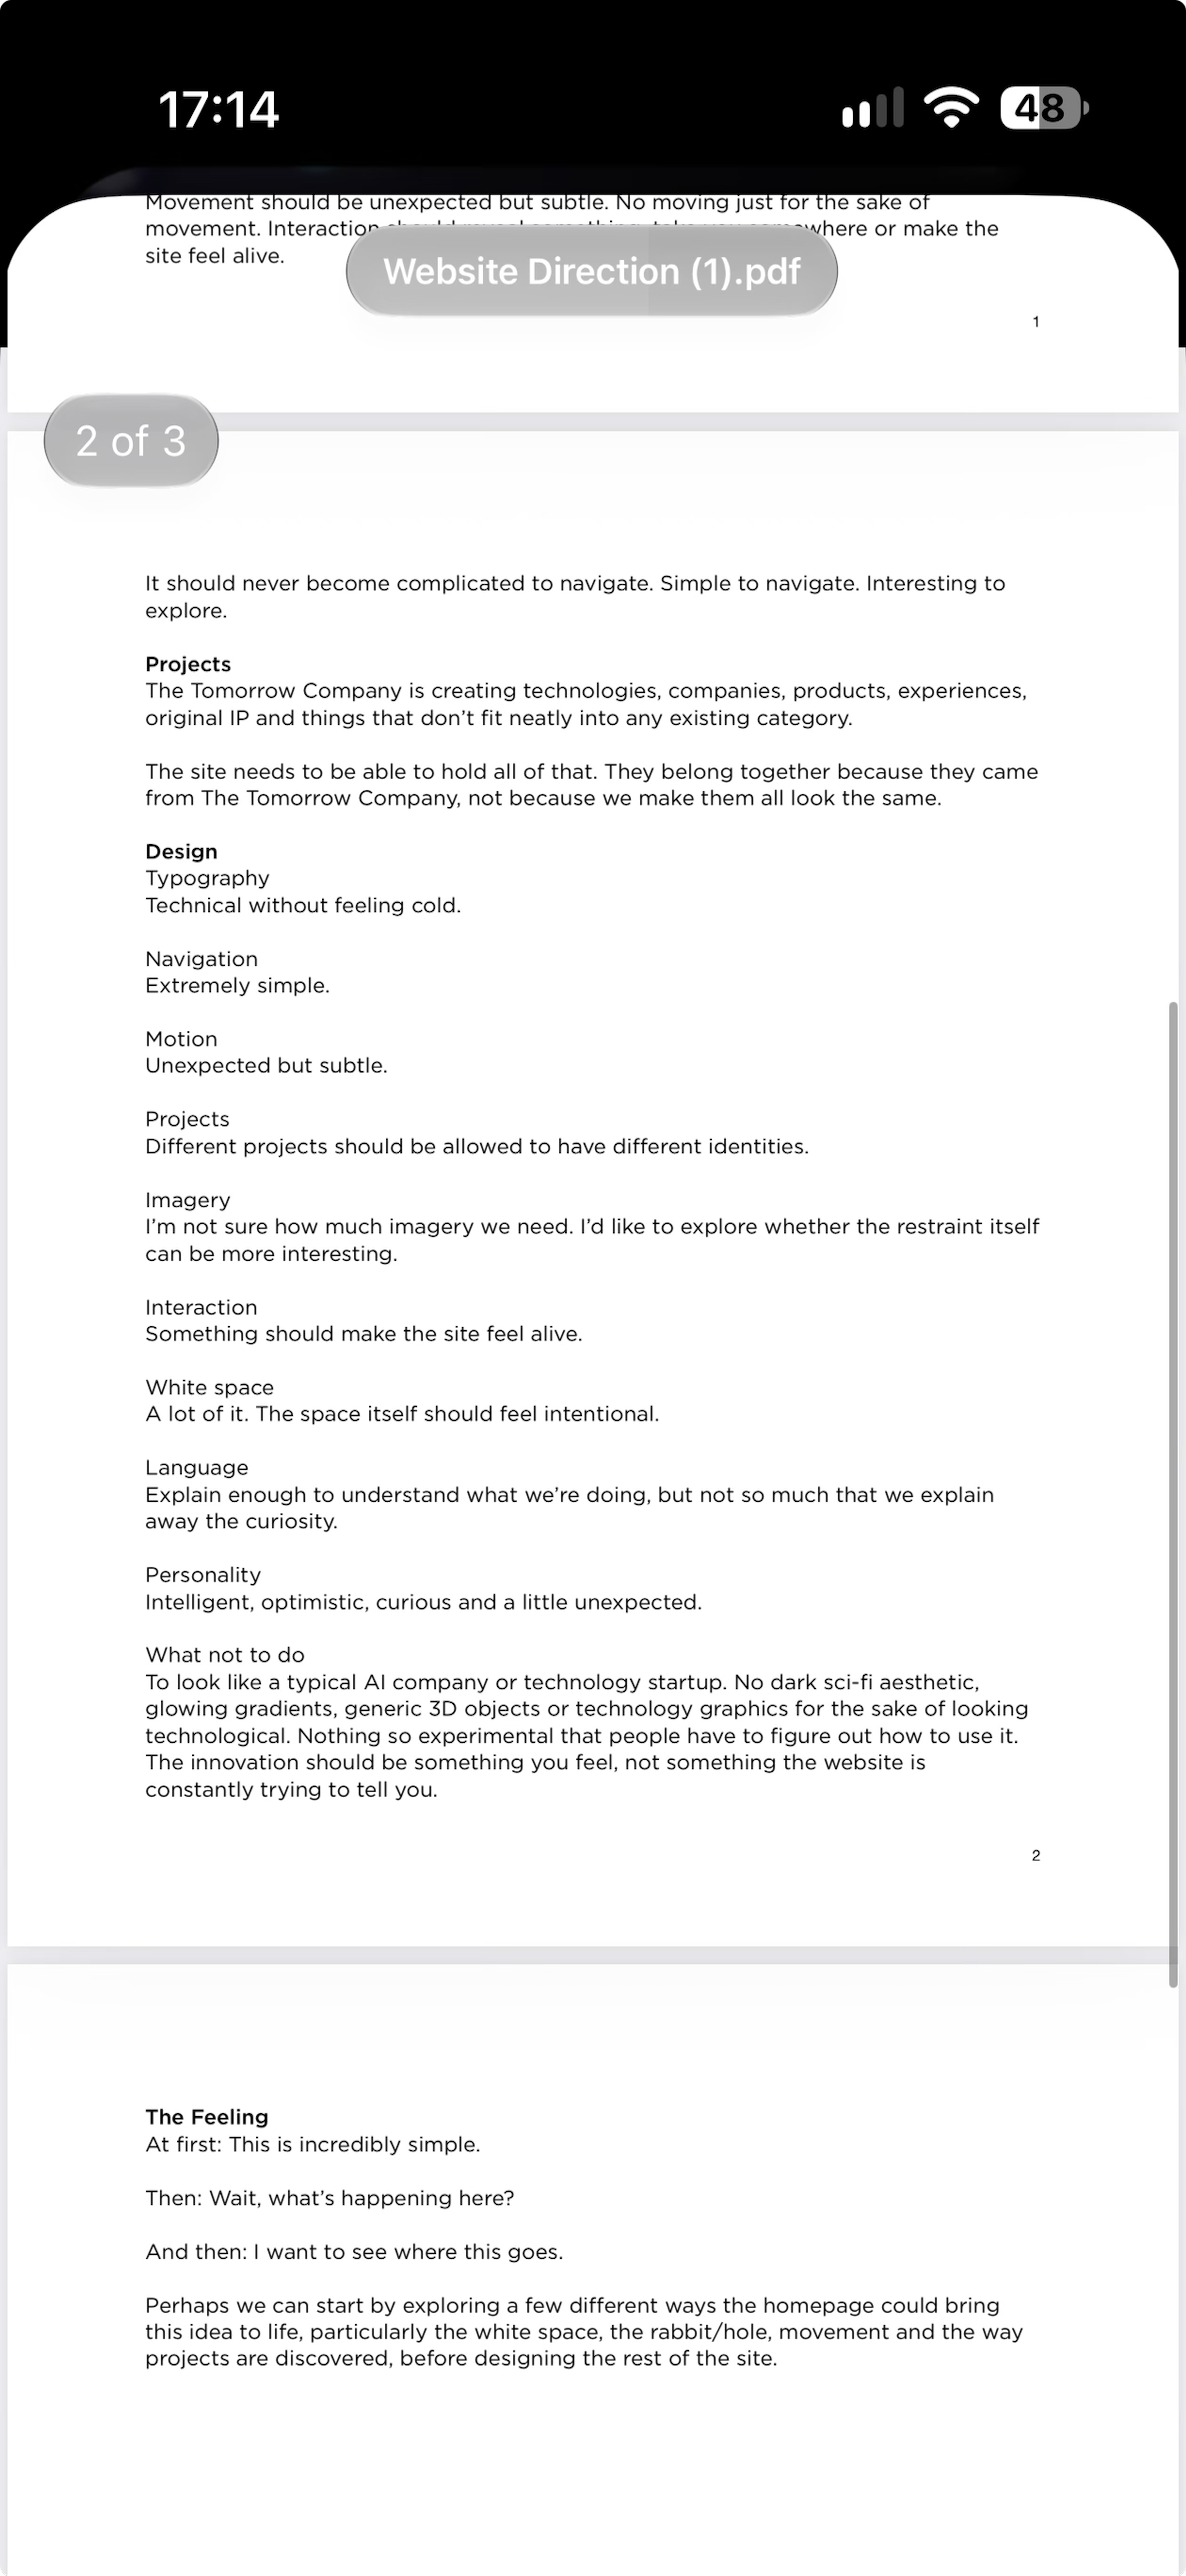 17:14
48
Movement should be unexpected but subtle. No moving just for the sake of
movement. Interaction should reveal something, take you somewhere or make the
site feel alive.
Website Direction (1).pdf
1
2 of 3
It should never become complicated to navigate. Simple to navigate. Interesting to
explore.
Projects
The Tomorrow Company is creating technologies, companies, products, experiences,
original IP and things that don’t fit neatly into any existing category.
The site needs to be able to hold all of that. They belong together because they came
from The Tomorrow Company, not because we make them all look the same.
Design
Typography
Technical without feeling cold.
Navigation
Extremely simple.
Motion
Unexpected but subtle.
Projects
Different projects should be allowed to have different identities.
Imagery
I’m not sure how much imagery we need. I’d like to explore whether the restraint itself
can be more interesting.
Interaction
Something should make the site feel alive.
White space
A lot of it. The space itself should feel intentional.
Language
Explain enough to understand what we’re doing, but not so much that we explain
away the curiosity.
Personality
Intelligent, optimistic, curious and a little unexpected.
What not to do
To look like a typical AI company or technology startup. No dark sci-fi aesthetic,
glowing gradients, generic 3D objects or technology graphics for the sake of looking
technological. Nothing so experimental that people have to figure out how to use it.
The innovation should be something you feel, not something the website is
constantly trying to tell you.
2
The Feeling
At first: This is incredibly simple.
Then: Wait, what’s happening here?
And then: I want to see where this goes.
Perhaps we can start by exploring a few different ways the homepage could bring
this idea to life, particularly the white space, the rabbit/hole, movement and the way
projects are discovered, before designing the rest of the site.